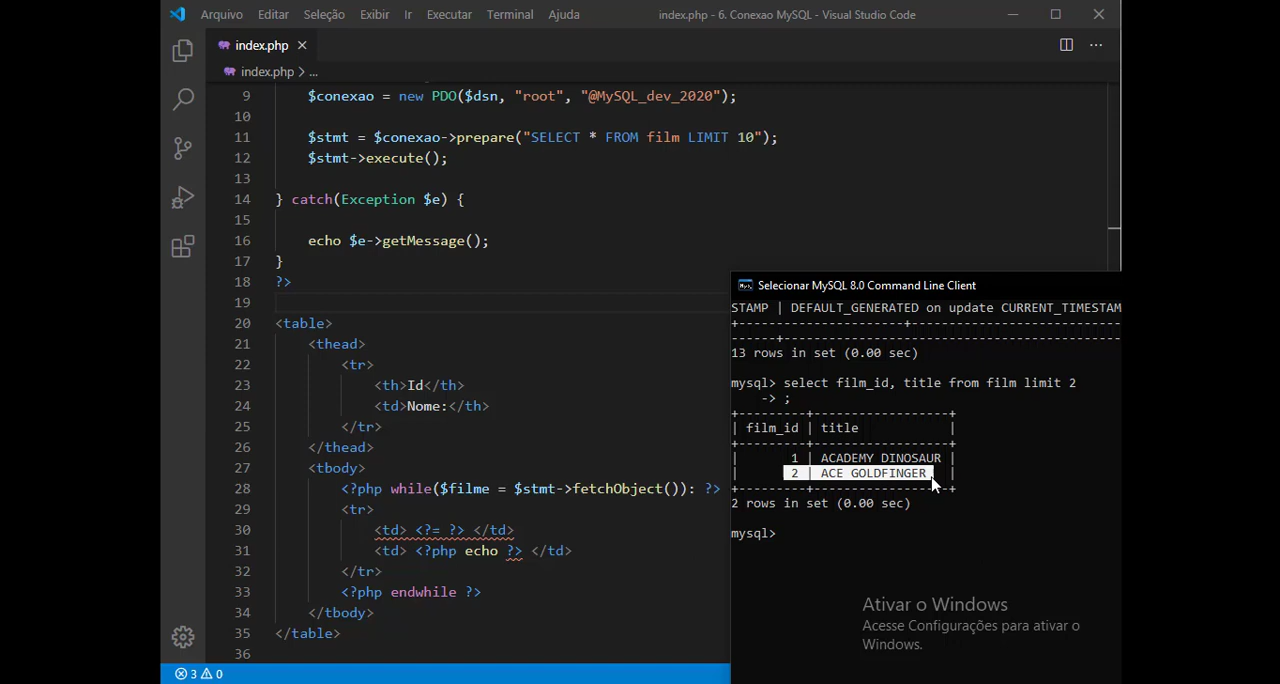 Arquivo Editar Seleção Exibir Ir Executar Terminal Ajuda index.php - 6. Conexao MySQL - Visual Studio Code
index.php
index.php > ...
9 $conexao = new PDO($dsn, "root", "@MySQL_dev_2020");
10
11 $stmt = $conexao->prepare("SELECT * FROM film LIMIT 10");
12 $stmt->execute();
13
14 } catch(Exception $e) {
15
16 echo $e->getMessage();
17 }
18 ?>
19
20 <table>
21 <thead>
22 <tr>
23 <th>Id</th>
24 <td>Nome:</th>
25 </tr>
26 </thead>
27 <tbody>
28 <?php while($filme = $stmt->fetchObject()): ?>
29 <tr>
30 <td> <?= ?> </td>
31 <td> <?php echo ?> </td>
32 </tr>
33 <?php endwhile ?>
34 </tbody>
35 </table>
36
3 0
Selecionar MySQL 8.0 Command Line Client
STAMP | DEFAULT_GENERATED on update CURRENT_TIMESTAM
13 rows in set (0.00 sec)
mysql> select film_id, title from film limit 2
-> ;
| film_id | title |
| 1 | ACADEMY DINOSAUR |
| 2 | ACE GOLDFINGER |
2 rows in set (0.00 sec)
mysql>
Ativar o Windows
Acesse Configurações para ativar o
Windows.